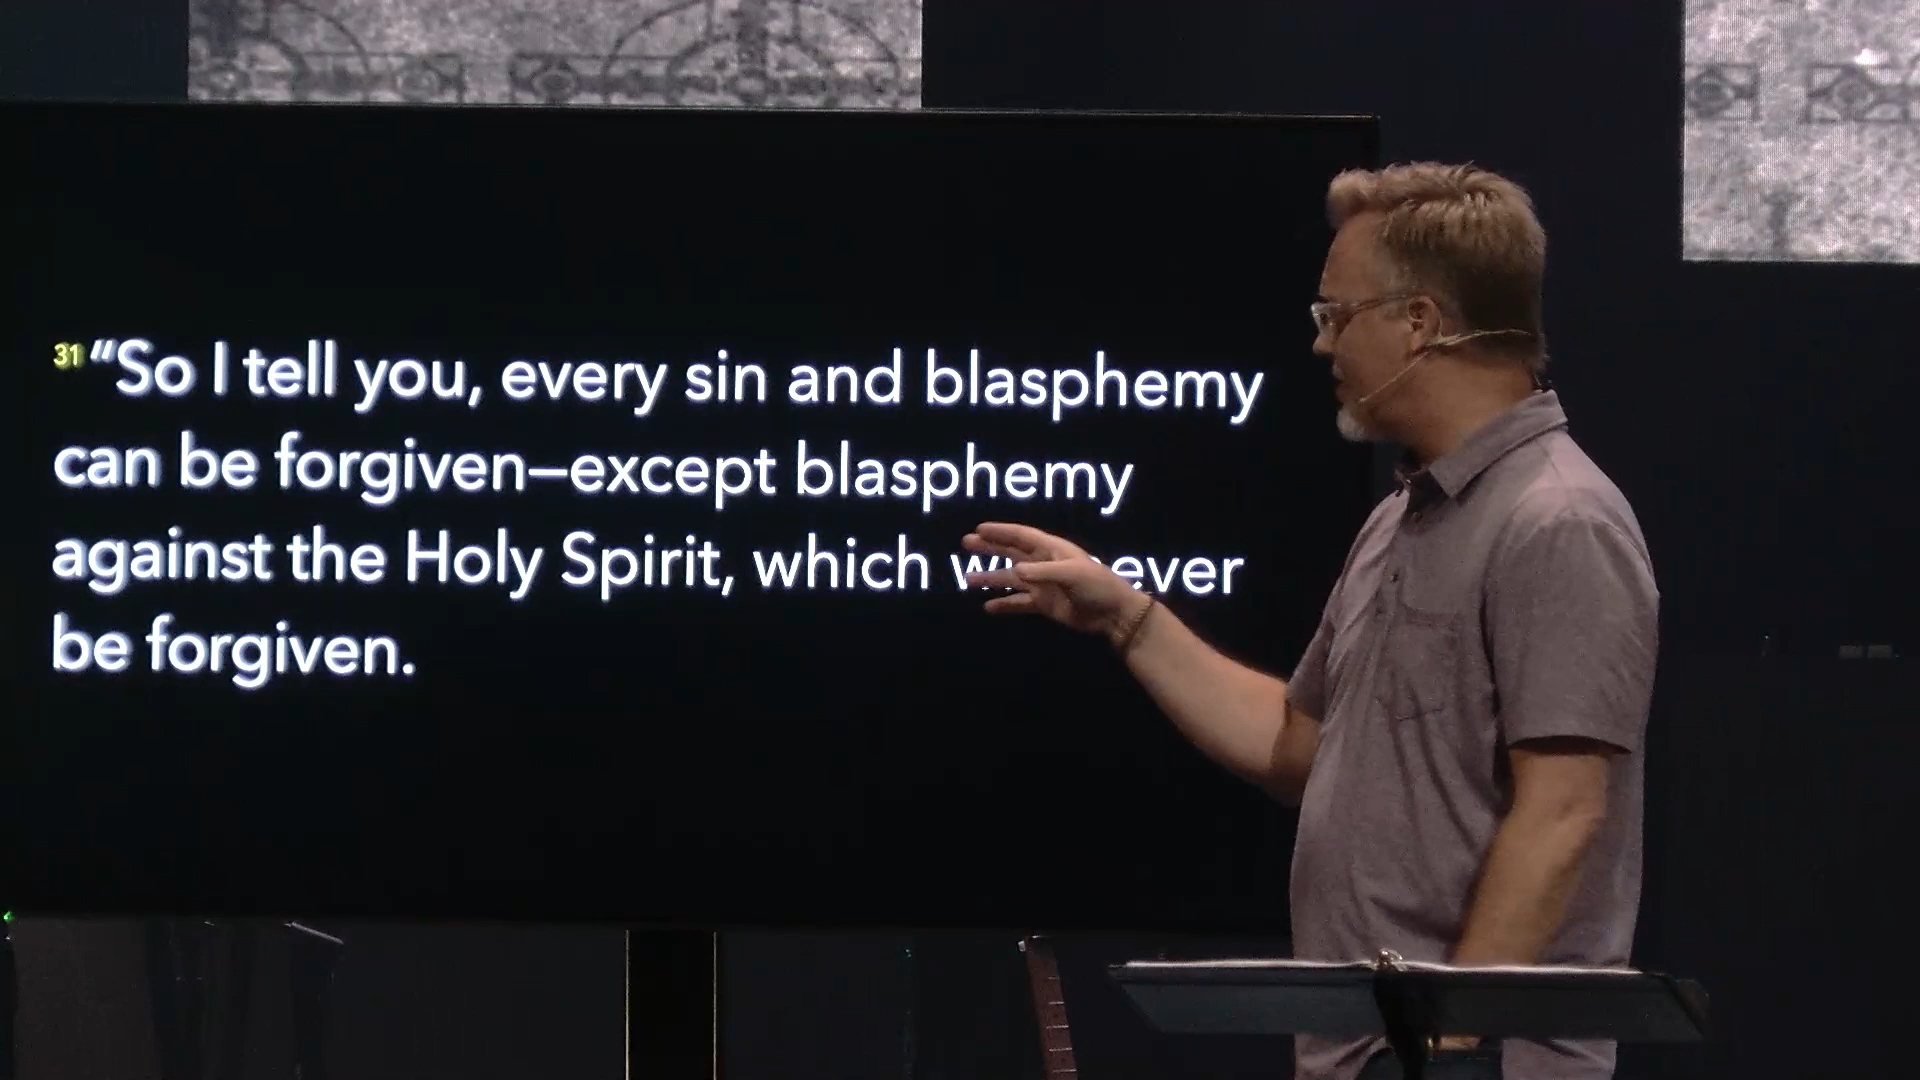 31 “So I tell you, every sin and blasphemy
can be forgiven—except blasphemy
against the Holy Spirit, which
be forgiven.